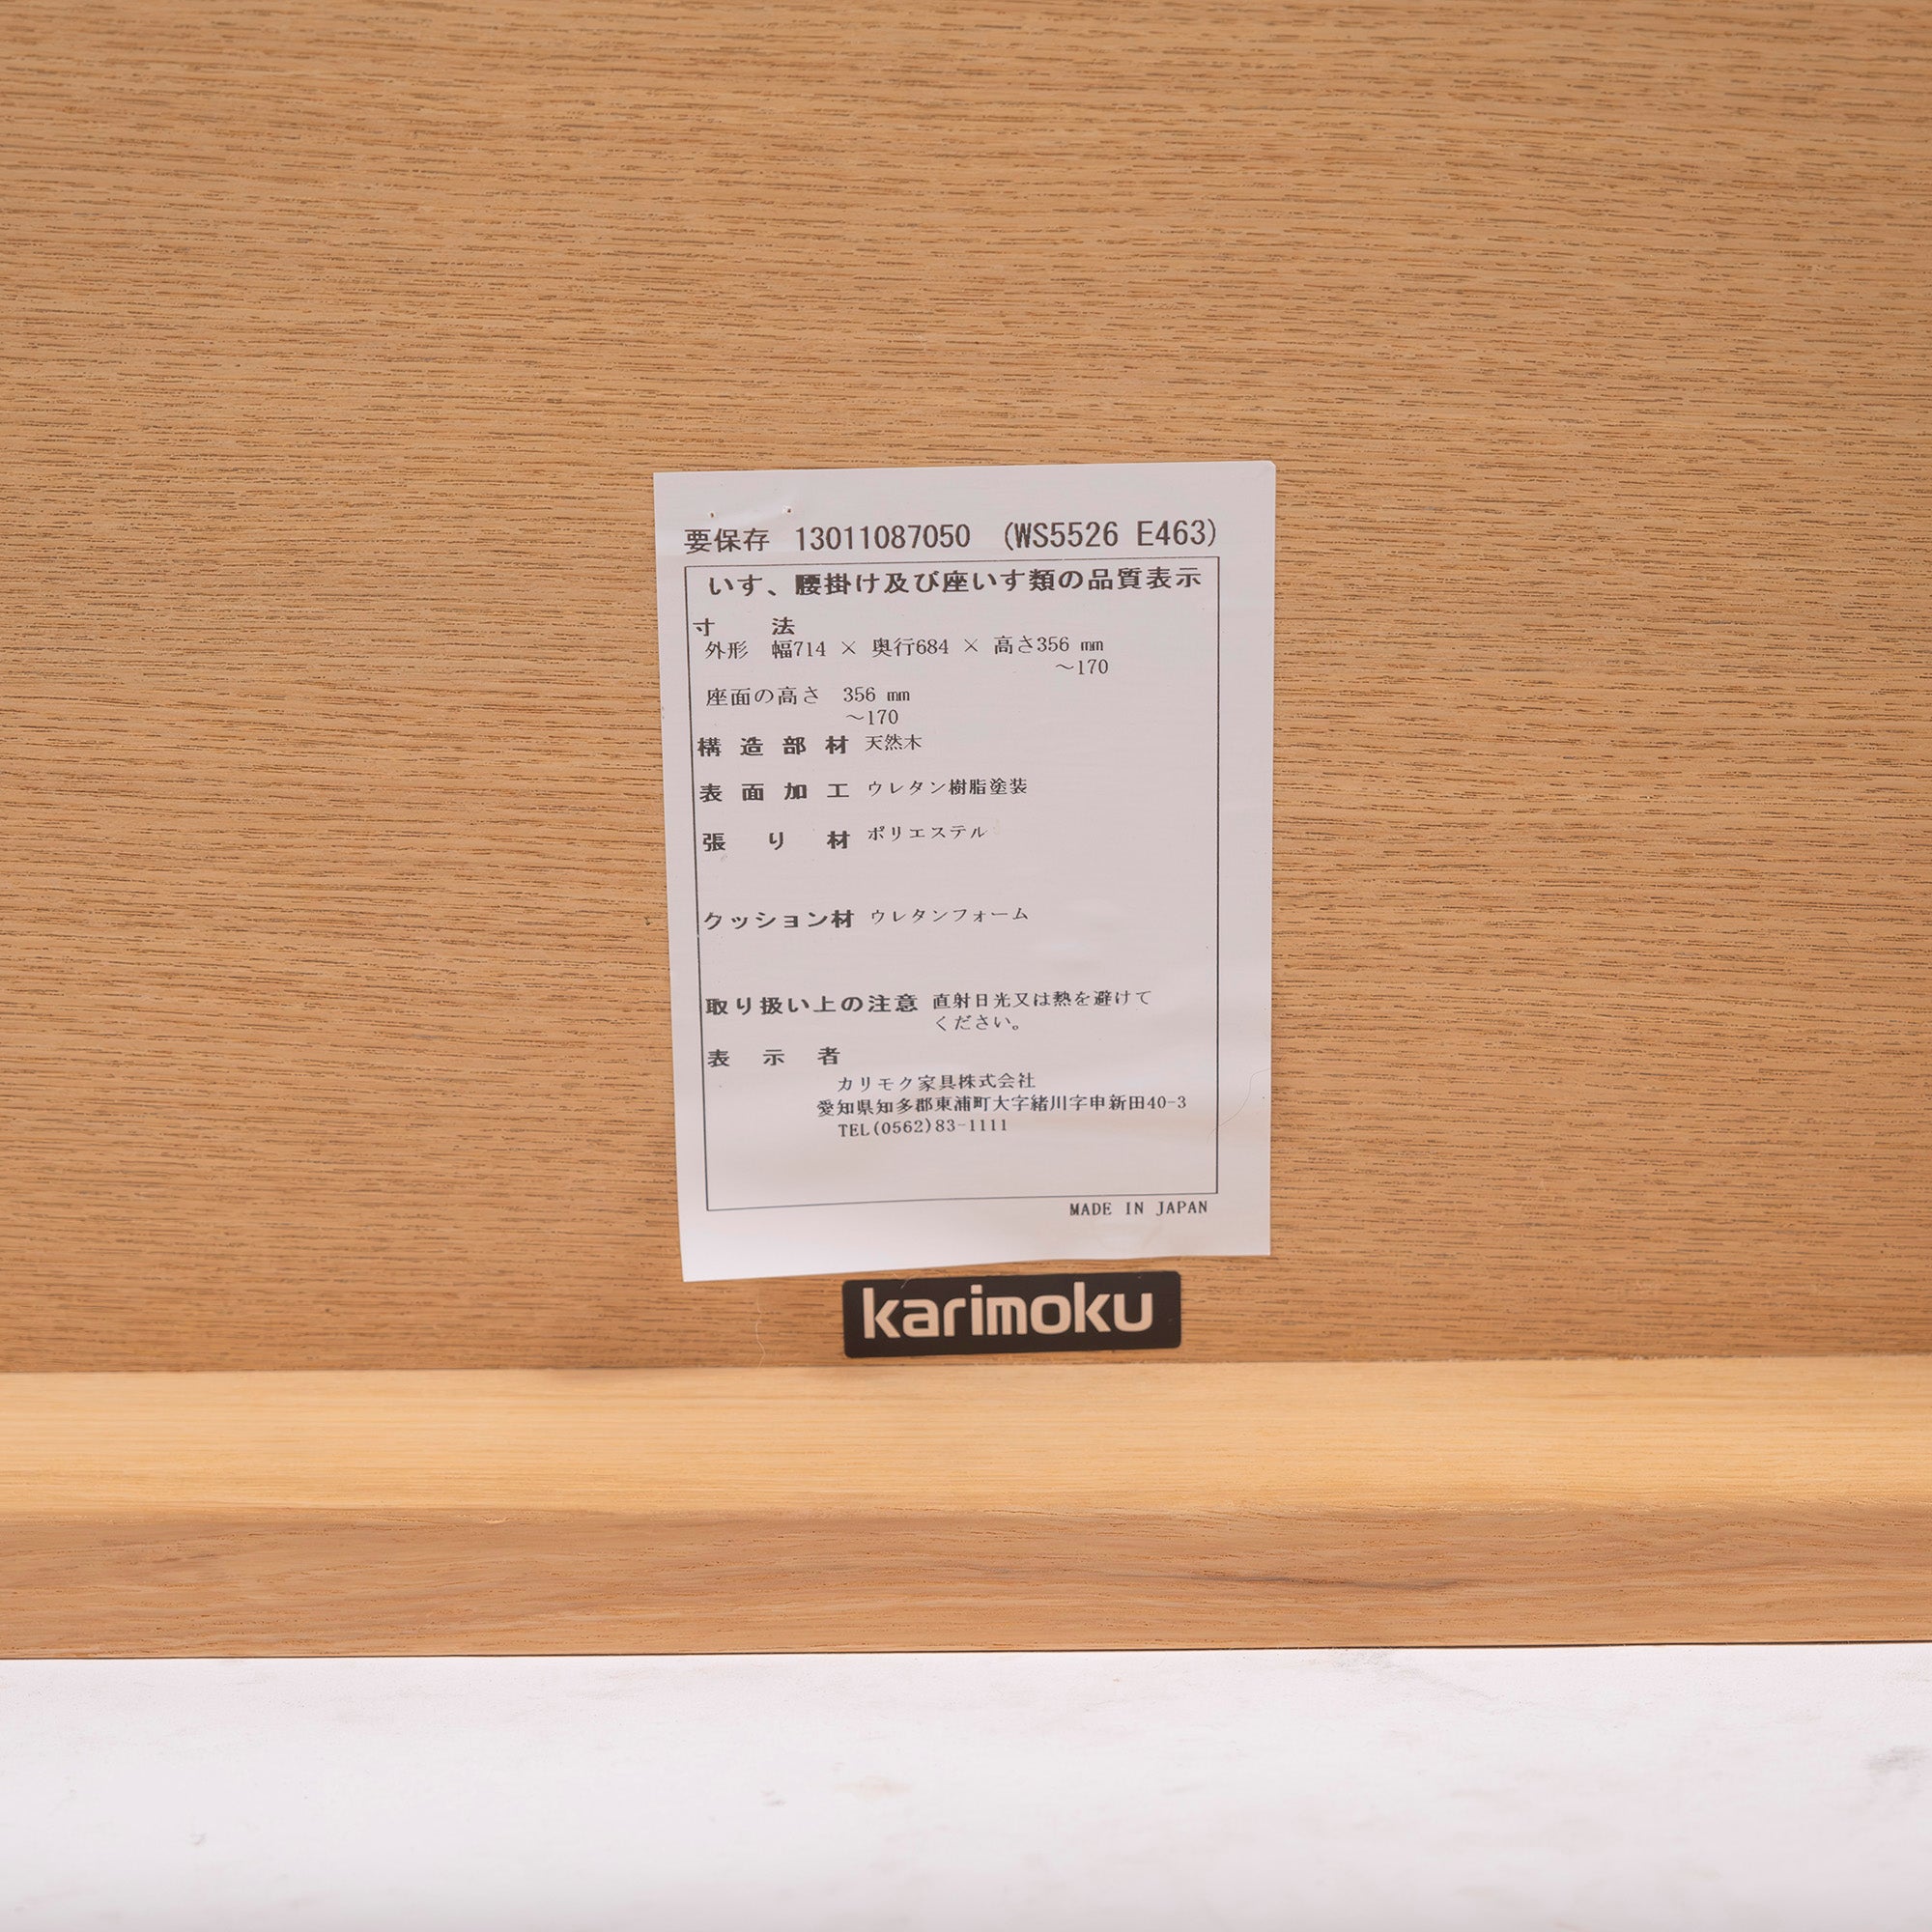 要保存 13011087050 (WS5526 E463)
いす、腰掛け及び座いす類の品質表示
寸法
外形 幅714 × 奥行684 × 高さ356 mm
～170
座面の高さ 356 mm
～170
構造部材 天然木
表面加工 ウレタン樹脂塗装
張り材 ポリエステル
クッション材 ウレタンフォーム
取り扱い上の注意 直射日光又は熱を避けて
ください。
表示者
カリモク家具株式会社
愛知県知多郡東浦町大字緒川字申新田40-3
TEL(0562)83-1111
MADE IN JAPAN
karimoku